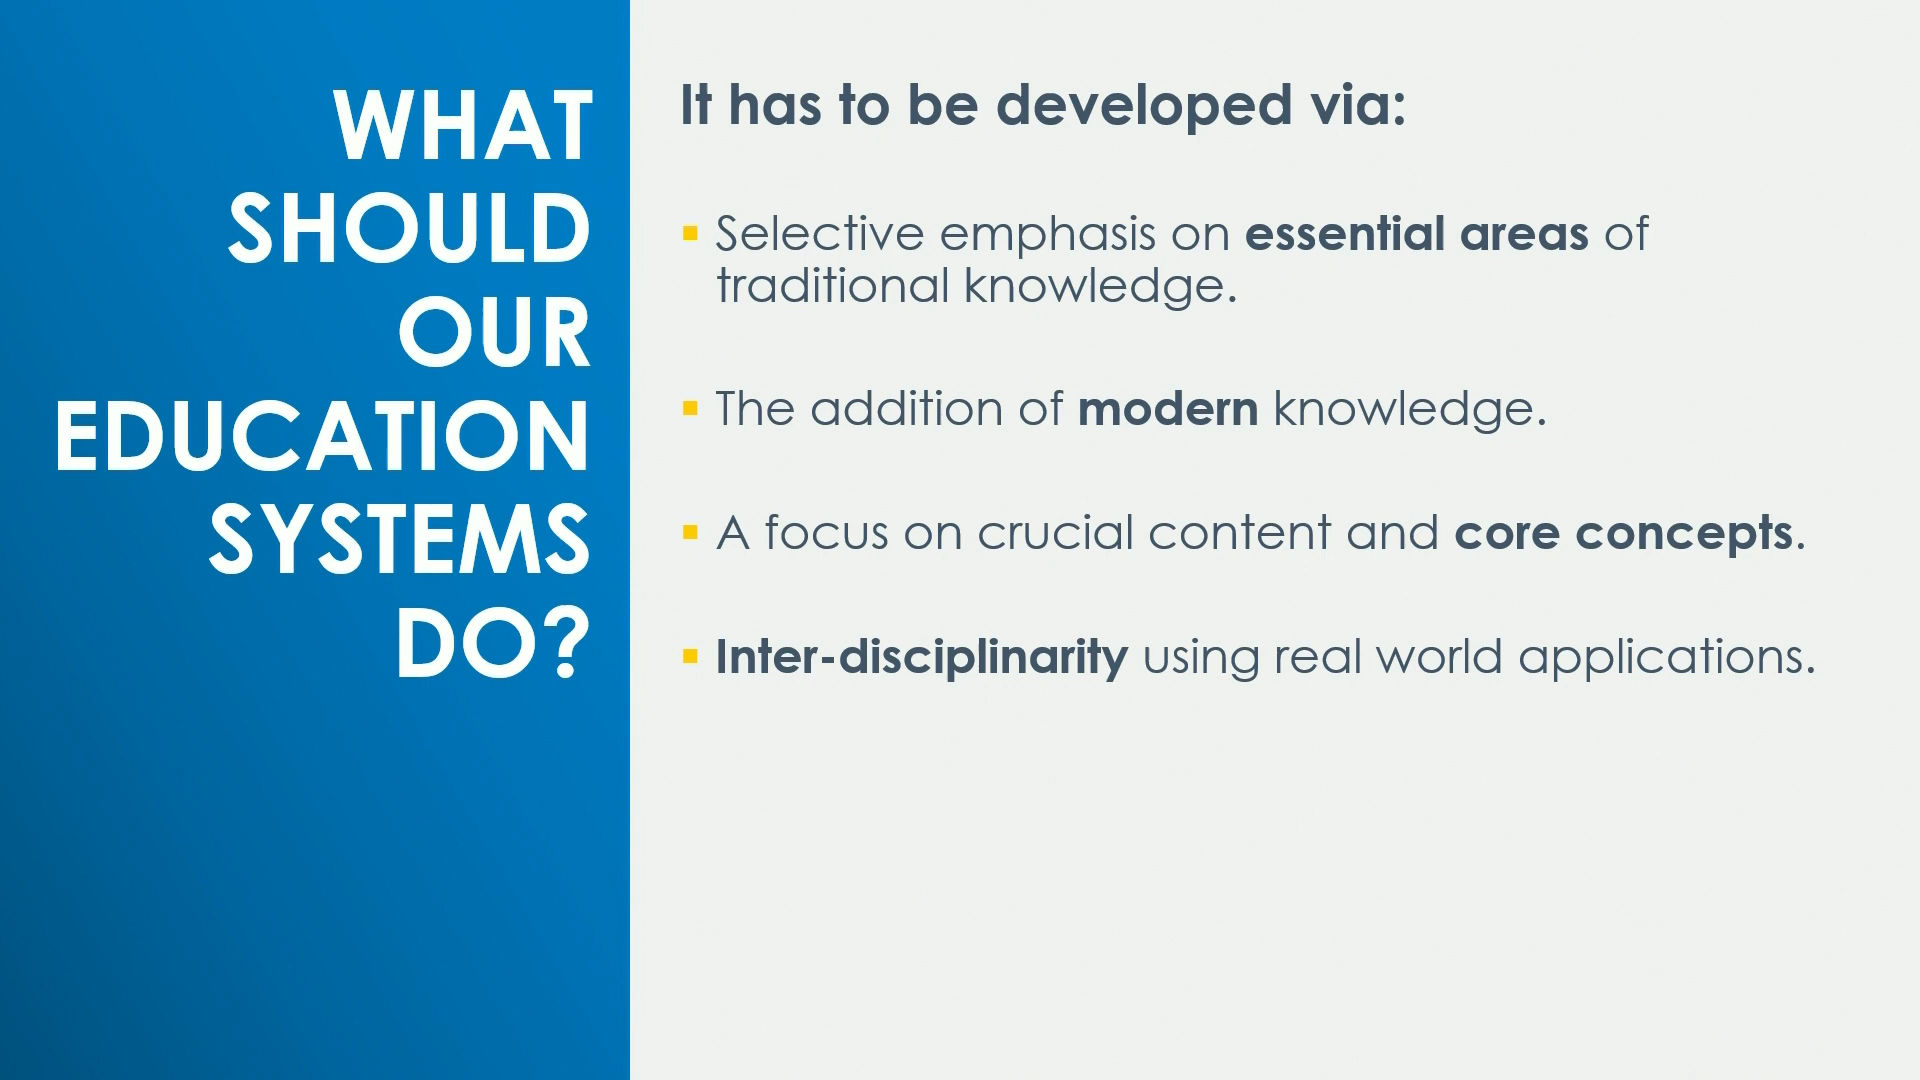 WHAT
SHOULD
OUR
EDUCATION
SYSTEMS
DO?
It has to be developed via:
▪ Selective emphasis on essential areas of
traditional knowledge.
▪ The addition of modern knowledge.
▪ A focus on crucial content and core concepts.
▪ Inter-disciplinarity using real world applications.